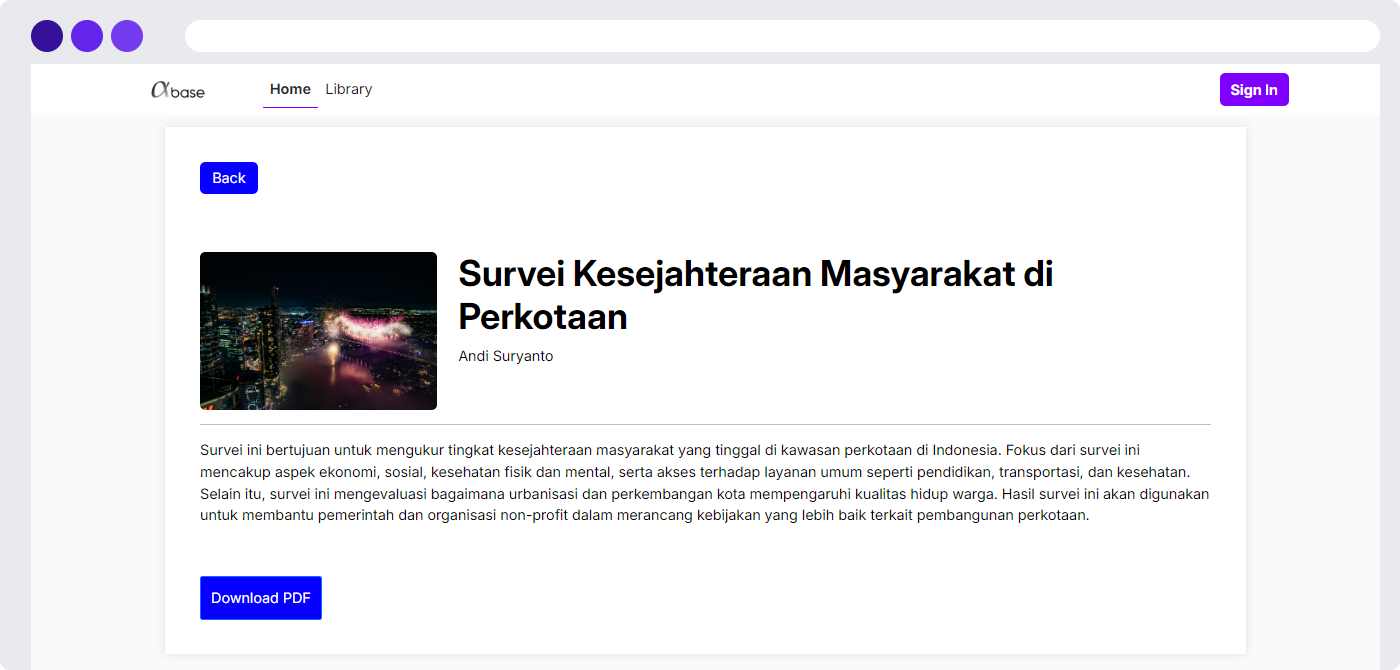 αbase
Home
Library
Sign In
Back
Survei Kesejahteraan Masyarakat di
Perkotaan
Andi Suryanto
Survei ini bertujuan untuk mengukur tingkat kesejahteraan masyarakat yang tinggal di kawasan perkotaan di Indonesia. Fokus dari survei ini
mencakup aspek ekonomi, sosial, kesehatan fisik dan mental, serta akses terhadap layanan umum seperti pendidikan, transportasi, dan kesehatan.
Selain itu, survei ini mengevaluasi bagaimana urbanisasi dan perkembangan kota mempengaruhi kualitas hidup warga. Hasil survei ini akan digunakan
untuk membantu pemerintah dan organisasi non-profit dalam merancang kebijakan yang lebih baik terkait pembangunan perkotaan.
Download PDF